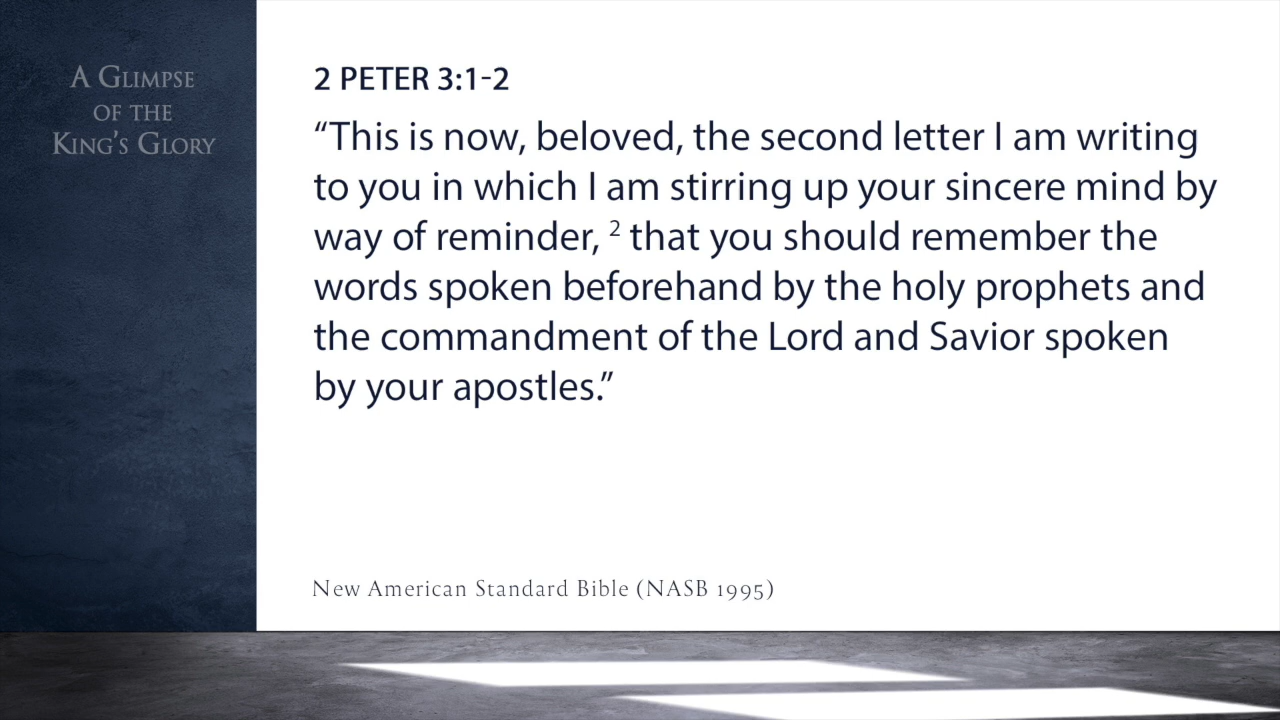 A Glimpse
of the
King's Glory
2 PETER 3:1-2
“This is now, beloved, the second letter I am writing
to you in which I am stirring up your sincere mind by
way of reminder, ² that you should remember the
words spoken beforehand by the holy prophets and
the commandment of the Lord and Savior spoken
by your apostles.”
New American Standard Bible (NASB 1995)